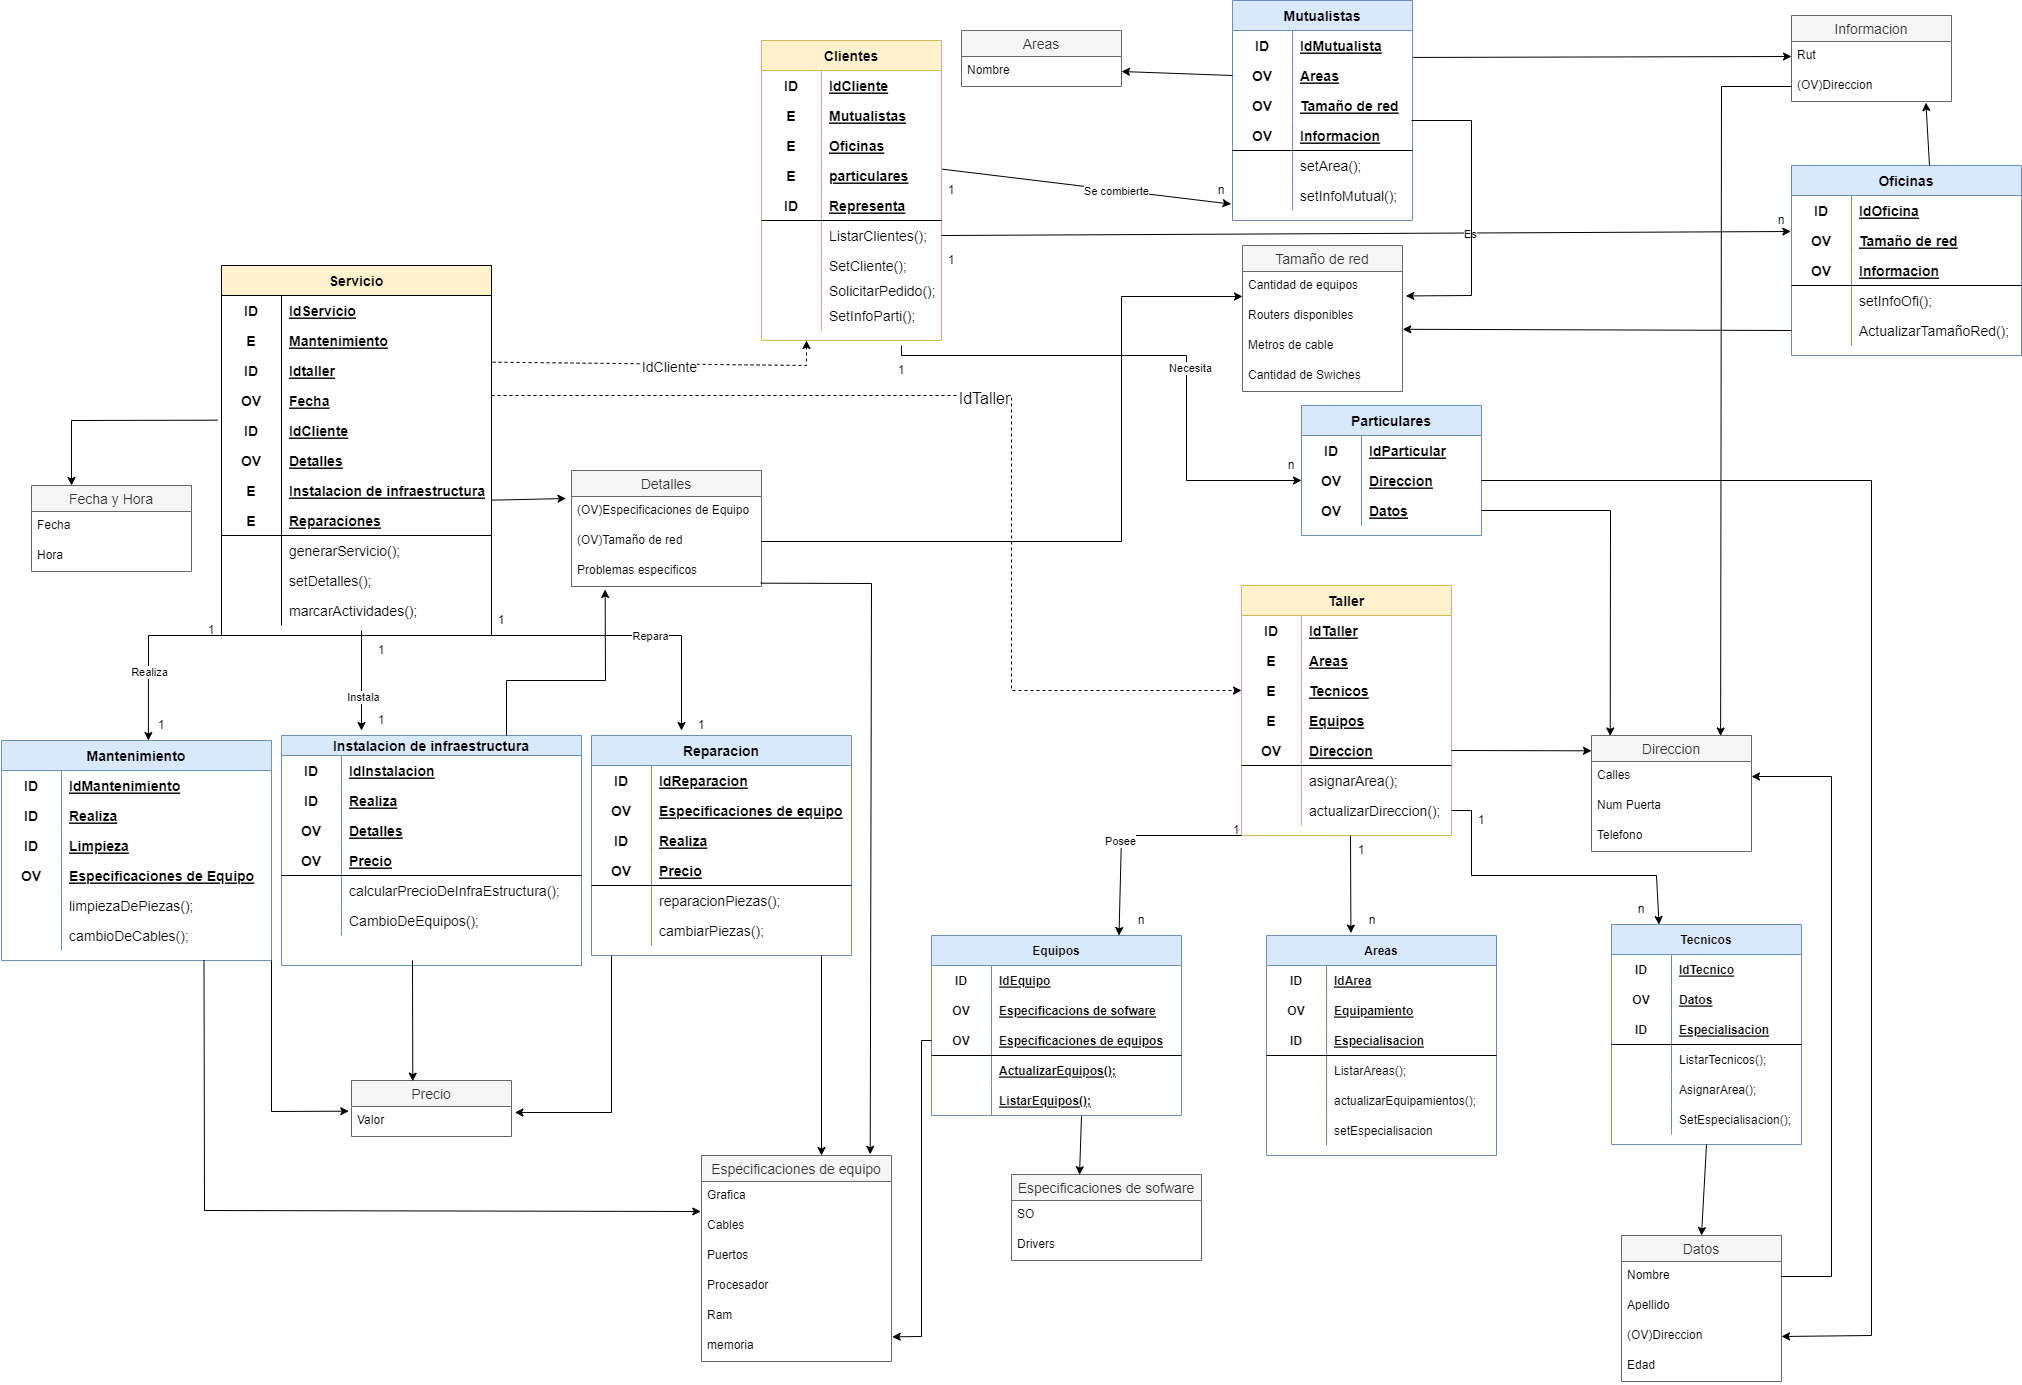 Mutualistas
ID IdMutualista
OV Areas
OV Tamaño de red
OV Informacion
setArea();
setInfoMutual();
Areas
Nombre
Informacion
Rut
(OV)Direccion
Clientes
ID IdCliente
E Mutualistas
E Oficinas
E particulares
ID Representa
ListarClientes();
SetCliente();
SolicitarPedido();
SetInfoParti();
1
Se combierte
n
1
Es
n
Oficinas
ID IdOficina
OV Tamaño de red
OV Informacion
setInfoOfi();
ActualizarTamañoRed();
Tamaño de red
Cantidad de equipos
Routers disponibles
Metros de cable
Cantidad de Swiches
Servicio
ID IdServicio
E Mantenimiento
ID Idtaller
OV Fecha
ID IdCliente
OV Detalles
E Instalacion de infraestructura
E Reparaciones
generarServicio();
setDetalles();
marcarActividades();
IdCliente
IdTaller
1
Necesita
n
Particulares
ID IdParticular
OV Direccion
OV Datos
Fecha y Hora
Fecha
Hora
Detalles
(OV)Especificaciones de Equipo
(OV)Tamaño de red
Problemas especificos
1
Realiza
1
1
Instala
1
1
Repara
1
Taller
ID IdTaller
E Areas
E Tecnicos
E Equipos
OV Direccion
asignarArea();
actualizarDireccion();
Direccion
Calles
Num Puerta
Telefono
Mantenimiento
ID IdMantenimiento
ID Realiza
ID Limpieza
OV Especificaciones de Equipo
limpiezaDePiezas();
cambioDeCables();
Instalacion de infraestructura
ID IdInstalacion
ID Realiza
OV Detalles
OV Precio
calcularPrecioDeInfraEstructura();
CambioDeEquipos();
Reparacion
ID IdReparacion
OV Especificaciones de equipo
ID Realiza
OV Precio
reparacionPiezas();
cambiarPiezas();
1
Posee
n
1
n
1
n
Equipos
ID IdEquipo
OV Especificacions de sofware
OV Especificaciones de equipos
ActualizarEquipos();
ListarEquipos();
Areas
ID IdArea
OV Equipamiento
ID Especialisacion
ListarAreas();
actualizarEquipamientos();
setEspecialisacion
Tecnicos
ID IdTecnico
OV Datos
ID Especialisacion
ListarTecnicos();
AsignarArea();
SetEspecialisacion();
Precio
Valor
Especificaciones de equipo
Grafica
Cables
Puertos
Procesador
Ram
memoria
Especificaciones de sofware
SO
Drivers
Datos
Nombre
Apellido
(OV)Direccion
Edad